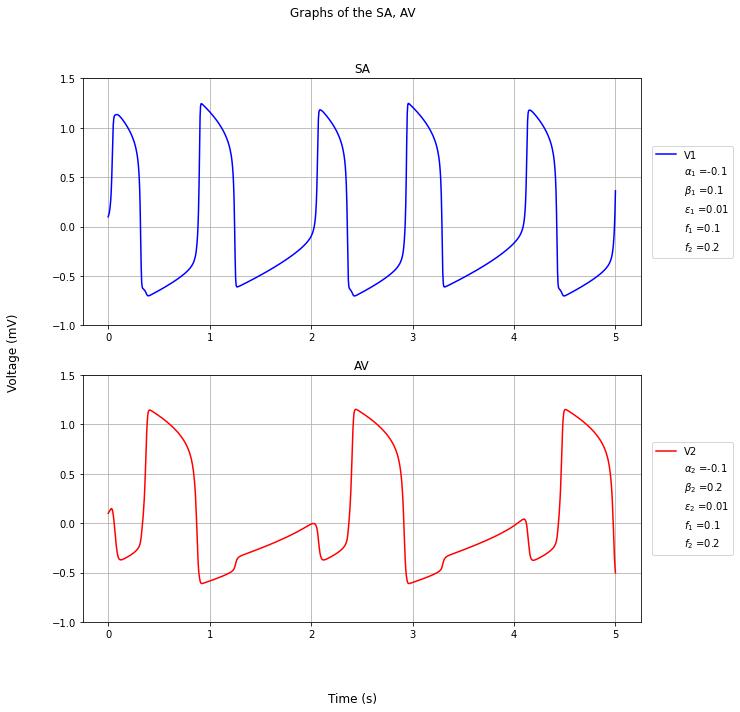 Graphs of the SA, AV
SA
1.5
1.0
0.5
0.0
−0.5
−1.0
0 1 2 3 4 5
V1
α₁ =-0.1
β₁ =0.1
ε₁ =0.01
f₁ =0.1
f₂ =0.2
Voltage (mV)
AV
1.5
1.0
0.5
0.0
−0.5
−1.0
0 1 2 3 4 5
V2
α₂ =-0.1
β₂ =0.2
ε₂ =0.01
f₁ =0.1
f₂ =0.2
Time (s)